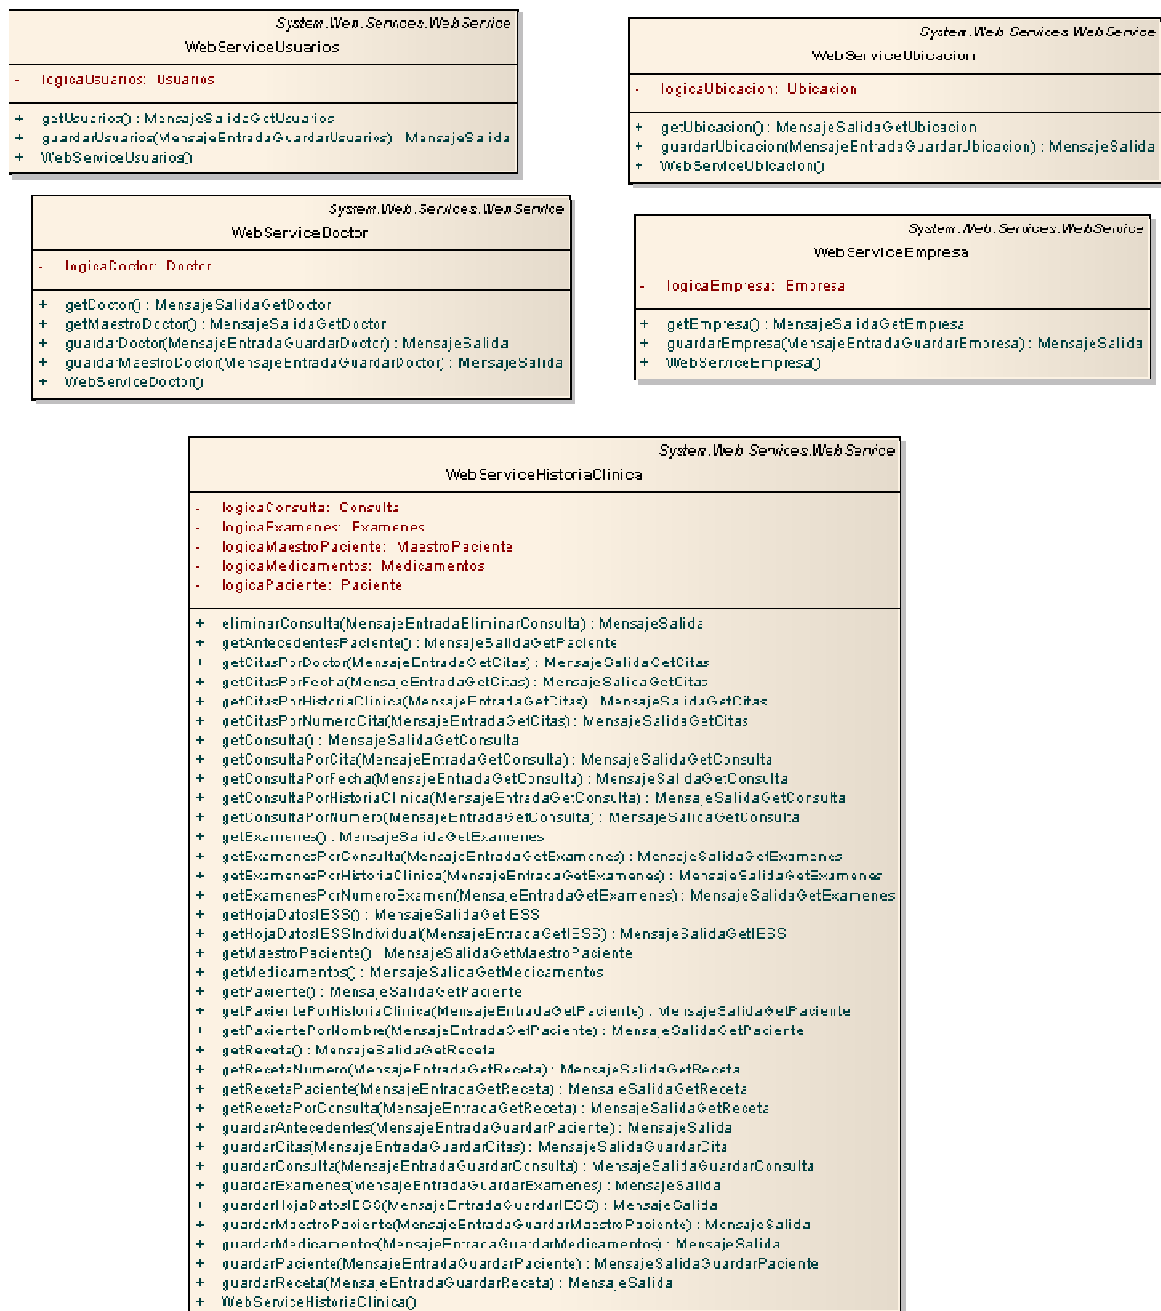 System.Web.Services.WebService
WebServiceUsuarios
- logicaUsuarios: Usuarios
+ getUsuarios() : MensajeSalidaGetUsuarios
+ guardarUsuarios(MensajeEntradaGuardarUsuarios) : MensajeSalida
+ WebServiceUsuarios()
System.Web.Services.WebService
WebServiceUbicacion
- logicaUbicacion: Ubicacion
+ getUbicacion() : MensajeSalidaGetUbicacion
+ guardarUbicacion(MensajeEntradaGuardarUbicacion) : MensajeSalida
+ WebServiceUbicacion()
System.Web.Services.WebService
WebServiceDoctor
- logicaDoctor: Doctor
+ getDoctor() : MensajeSalidaGetDoctor
+ getMaestroDoctor() : MensajeSalidaGetDoctor
+ guardarDoctor(MensajeEntradaGuardarDoctor) : MensajeSalida
+ guardarMaestroDoctor(MensajeEntradaGuardarDoctor) : MensajeSalida
+ WebServiceDoctor()
System.Web.Services.WebService
WebServiceEmpresa
- logicaEmpresa: Empresa
+ getEmpresa() : MensajeSalidaGetEmpresa
+ guardarEmpresa(MensajeEntradaGuardarEmpresa) : MensajeSalida
+ WebServiceEmpresa()
System.Web.Services.WebService
WebServiceHistoriaClinica
- logicaConsulta: Consulta
- logicaExamenes: Examenes
- logicaMaestroPaciente: MaestroPaciente
- logicaMedicamentos: Medicamentos
- logicaPaciente: Paciente
+ eliminarConsulta(MensajeEntradaEliminarConsulta) : MensajeSalida
+ getAntecedentesPaciente() : MensajeSalidaGetPaciente
+ getCitasPorDoctor(MensajeEntradaGetCitas) : MensajeSalidaGetCitas
+ getCitasPorFecha(MensajeEntradaGetCitas) : MensajeSalidaGetCitas
+ getCitasPorHistoriaClinica(MensajeEntradaGetCitas) : MensajeSalidaGetCitas
+ getCitasPorNumeroCita(MensajeEntradaGetCitas) : MensajeSalidaGetCitas
+ getConsulta() : MensajeSalidaGetConsulta
+ getConsultaPorCita(MensajeEntradaGetConsulta) : MensajeSalidaGetConsulta
+ getConsultaPorFecha(MensajeEntradaGetConsulta) : MensajeSalidaGetConsulta
+ getConsultaPorHistoriaClinica(MensajeEntradaGetConsulta) : MensajeSalidaGetConsulta
+ getConsultaPorNumero(MensajeEntradaGetConsulta) : MensajeSalidaGetConsulta
+ getExamenes() : MensajeSalidaGetExamenes
+ getExamenesPorConsulta(MensajeEntradaGetExamenes) : MensajeSalidaGetExamenes
+ getExamenesPorHistoriaClinica(MensajeEntradaGetExamenes) : MensajeSalidaGetExamenes
+ getExamenesPorNumeroExamen(MensajeEntradaGetExamenes) : MensajeSalidaGetExamenes
+ getHojaDatosIESS() : MensajeSalidaGetIESS
+ getHojaDatosIESSIndividual(MensajeEntradaGetIESS) : MensajeSalidaGetIESS
+ getMaestroPaciente() : MensajeSalidaGetMaestroPaciente
+ getMedicamentos() : MensajeSalidaGetMedicamentos
+ getPaciente() : MensajeSalidaGetPaciente
+ getPacientePorHistoriaClinica(MensajeEntradaGetPaciente) : MensajeSalidaGetPaciente
+ getPacientePorNombre(MensajeEntradaGetPaciente) : MensajeSalidaGetPaciente
+ getReceta() : MensajeSalidaGetReceta
+ getRecetaNumero(MensajeEntradaGetReceta) : MensajeSalidaGetReceta
+ getRecetaPaciente(MensajeEntradaGetReceta) : MensajeSalidaGetReceta
+ getRecetaPorConsulta(MensajeEntradaGetReceta) : MensajeSalidaGetReceta
+ guardarAntecedentes(MensajeEntradaGuardarPaciente) : MensajeSalida
+ guardarCitas(MensajeEntradaGuardarCitas) : MensajeSalidaGuardarCita
+ guardarConsulta(MensajeEntradaGuardarConsulta) : MensajeSalidaGuardarConsulta
+ guardarExamenes(MensajeEntradaGuardarExamenes) : MensajeSalida
+ guardarHojaDatosIESS(MensajeEntradaGuardarIESS) : MensajeSalida
+ guardarMaestroPaciente(MensajeEntradaGuardarMaestroPaciente) : MensajeSalida
+ guardarMedicamentos(MensajeEntradaGuardarMedicamentos) : MensajeSalida
+ guardarPaciente(MensajeEntradaGuardarPaciente) : MensajeSalidaGuardarPaciente
+ guardarReceta(MensajeEntradaGuardarReceta) : MensajeSalida
+ WebServiceHistoriaClinica()